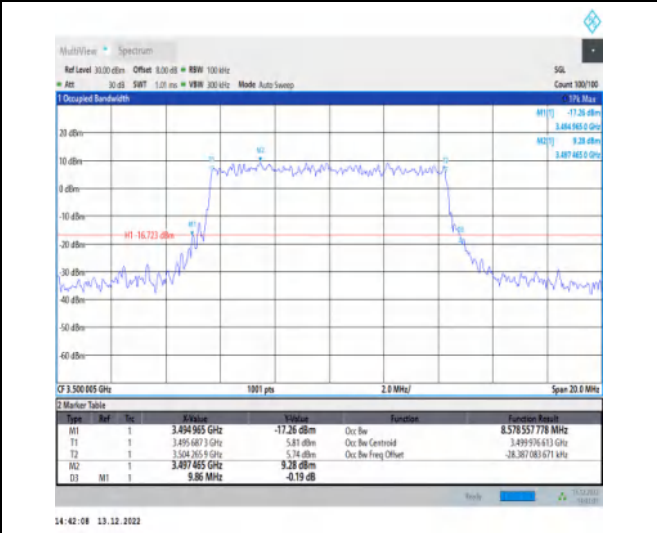 MultiView Spectrum
Ref Level 30.00 dBm Offset 8.00 dB RBW 100 kHz SGL
Att 30 dB SWT 1.01 ms VBW 300 kHz Mode Auto Sweep Count 100/100
1 Occupied Bandwidth 1Pk Max
M1[1] -17.26 dBm
3.494 965 0 GHz
M2[1] 9.28 dBm
3.497 465 0 GHz
20 dBm
M2
10 dBm
0 dBm
-10 dBm
M1
H1 -16.723 dBm
-20 dBm
-30 dBm
-40 dBm
-50 dBm
-60 dBm
CF 3.500 005 GHz 1001 pts 2.0 MHz/ Span 20.0 MHz
2 Marker Table
Type Ref Trc X-Value Y-Value Function Function Result
M1 1 3.494 965 GHz -17.26 dBm Occ Bw 8.578 557 778 MHz
T1 1 3.495 687 3 GHz 5.81 dBm Occ Bw Centroid 3.499 976 613 GHz
T2 1 3.504 265 9 GHz 5.74 dBm Occ Bw Freq Offset -28.387 083 671 kHz
M2 1 3.497 465 GHz 9.28 dBm
D3 M1 1 9.86 MHz -0.19 dB
Ready
14:42:08 13.12.2022